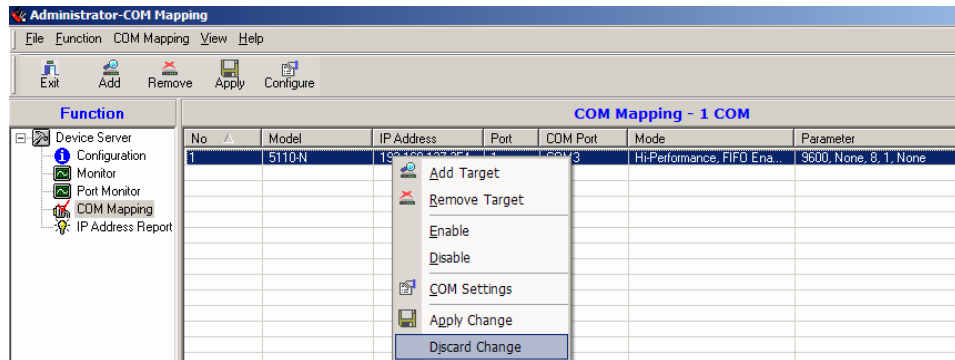 Administrator-COM Mapping
File Function COM Mapping View Help
Exit Add Remove Apply Configure
Function COM Mapping - 1 COM
Device Server
Configuration
Monitor
Port Monitor
COM Mapping
IP Address Report
No Model IP Address Port COM Port Mode Parameter
1 5110-N COM3 Hi-Performance, FIFO Ena... 9600, None, 8, 1, None
Add Target
Remove Target
Enable
Disable
COM Settings
Apply Change
Discard Change